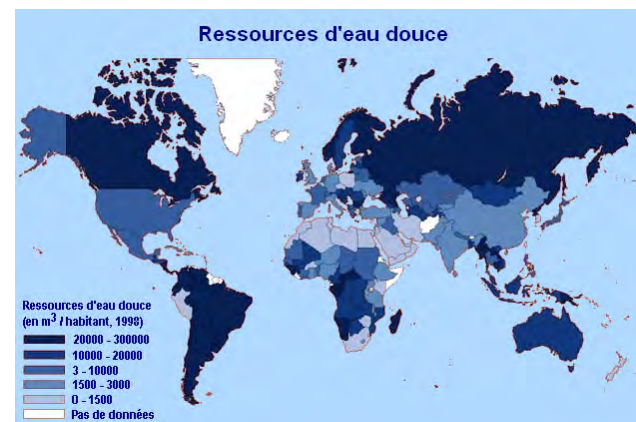 Ressources d'eau douce
Ressources d'eau douce
(en m³ / habitant, 1998)
20000 - 300000
10000 - 20000
3 - 10000
1500 - 3000
0 - 1500
Pas de données